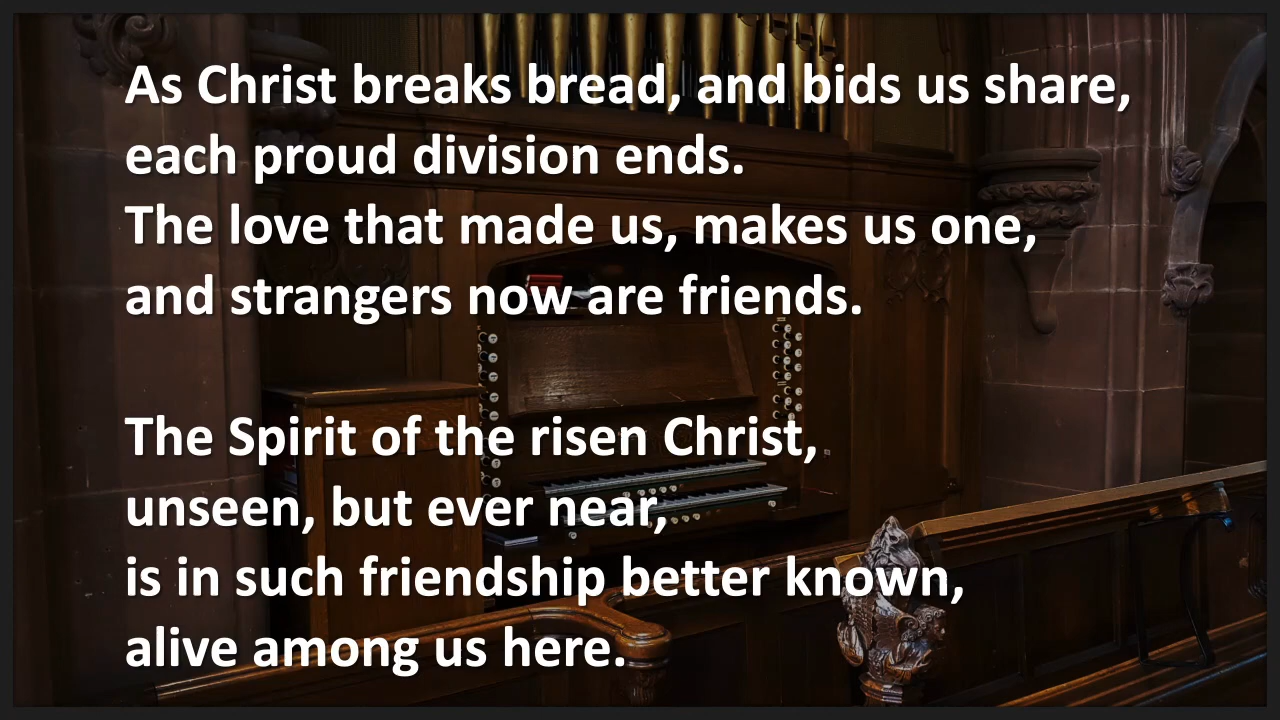 As Christ breaks bread, and bids us share,
each proud division ends.
The love that made us, makes us one,
and strangers now are friends.
The Spirit of the risen Christ,
unseen, but ever near,
is in such friendship better known,
alive among us here.